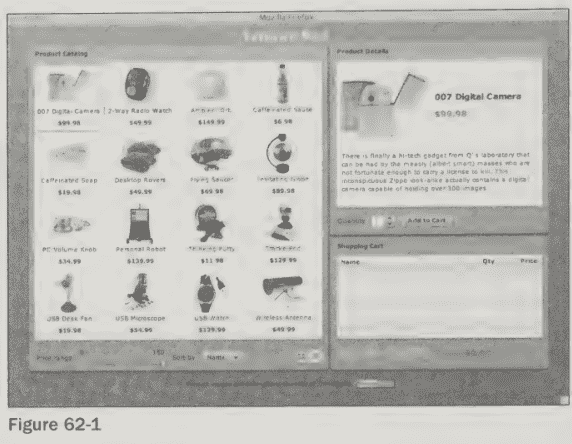 Mozilla Firefox
Product Catalog
Product Details
007 Digital Camera
$99.98
007 Digital Camera
2-Way Radio Watch
Caffeinated Sauce
$99.98
$49.99
$149.99
$6.98
There is finally a hi-tech gadget from Q's laboratory that
can be had by the measly (albeit smart) masses who are
not fortunate enough to carry a license to kill. This
inconspicuous Zippo look-alike actually contains a digital
camera capable of holding over 300 images
Caffeinated Soap
Desktop Rovers
Flying Saucer
$19.98
$49.99
$69.98
$89.98
Quantity
Add to Cart
PC Volume Knob
Personal Robot
$34.99
$139.99
$11.98
$129.99
Shopping Cart
Name
Qty
Price
USB Desk Fan
USB Microscope
USB Watch
Wireless Antenna
$19.98
$54.99
$129.99
$49.99
Price range
Sort by
Name
Figure 62-1